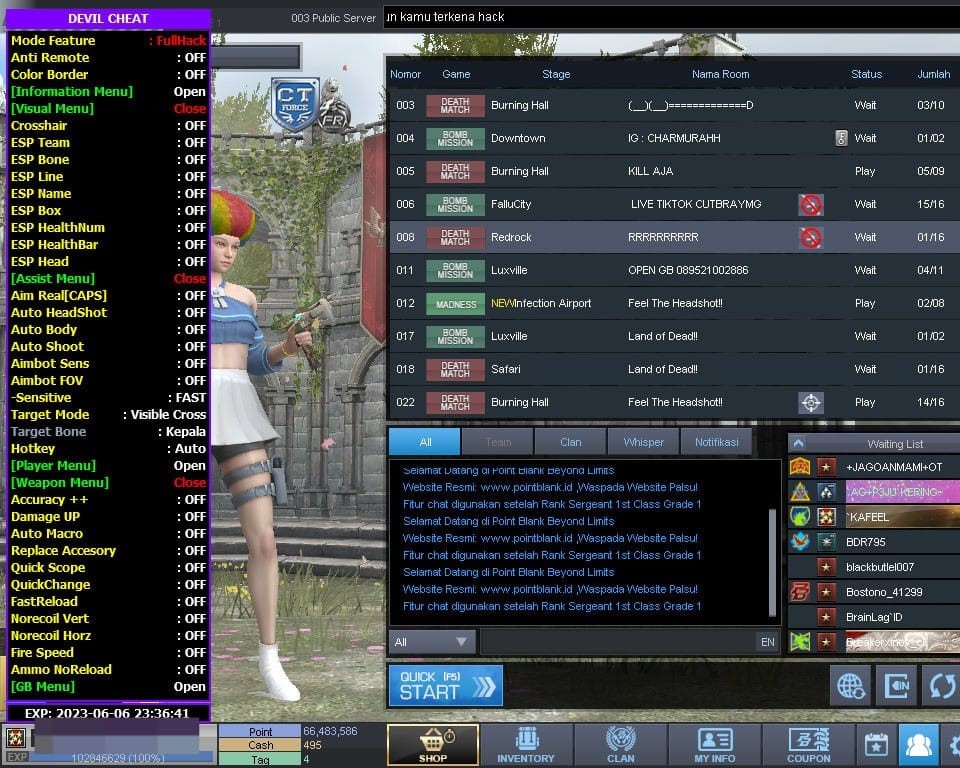 DEVIL CHEAT
Mode Feature : FullHack
Anti Remote : OFF
Color Border : OFF
[Information Menu] Open
[Visual Menu] Close
Crosshair : OFF
ESP Team : OFF
ESP Bone : OFF
ESP Line : OFF
ESP Name : OFF
ESP Box : OFF
ESP HealthNum : OFF
ESP HealthBar : OFF
ESP Head : OFF
[Assist Menu] Close
Aim Real[CAPS] : OFF
Auto HeadShot : OFF
Auto Body : OFF
Auto Shoot : OFF
Aimbot Sens : OFF
Aimbot FOV : OFF
-Sensitive : FAST
Target Mode : Visible Cross
Target Bone : Kepala
Hotkey : Auto
[Player Menu] Open
[Weapon Menu] Close
Accuracy ++ : OFF
Damage UP : OFF
Auto Macro : OFF
Replace Accesory : OFF
Quick Scope : OFF
QuickChange : OFF
FastReload : OFF
Norecoil Vert : OFF
Norecoil Horz : OFF
Fire Speed : OFF
Ammo NoReload : OFF
[GB Menu] Open
EXP: 2023-06-06 23:36:41
003 Public Server
un kamu terkena hack
CT FORCE
FR
Nomor Game Stage Nama Room Status Jumlah
003 DEATH MATCH Burning Hall (__)(__)=============D Wait 03/10
004 BOMB MISSION Downtown IG : CHARMURAHH Wait 01/02
005 DEATH MATCH Burning Hall KILL AJA Play 05/09
006 BOMB MISSION FalluCity LIVE TIKTOK CUTBRAYMG Wait 15/16
008 DEATH MATCH Redrock RRRRRRRRRR Wait 01/16
011 BOMB MISSION Luxville OPEN GB 089521002886 Wait 04/11
012 MADNESS NEWInfection Airport Feel The Headshot!! Play 02/08
017 BOMB MISSION Luxville Land of Dead!! Wait 01/02
018 DEATH MATCH Safari Land of Dead!! Wait 01/16
022 DEATH MATCH Burning Hall Feel The Headshot!! Play 14/16
All Team Clan Whisper Notifikasi
Selamat Datang di Point Blank Beyond Limits
Website Resmi: www.pointblank.id ,Waspada Website Palsu!
Fitur chat digunakan setelah Rank Sergeant 1st Class Grade 1
Selamat Datang di Point Blank Beyond Limits
Website Resmi: www.pointblank.id ,Waspada Website Palsu!
Fitur chat digunakan setelah Rank Sergeant 1st Class Grade 1
Selamat Datang di Point Blank Beyond Limits
Website Resmi: www.pointblank.id ,Waspada Website Palsu!
Fitur chat digunakan setelah Rank Sergeant 1st Class Grade 1
All EN
Waiting List
+JAGOANMAMI+OT
`KAFEEL
BDR795
blackbutlel007
Bostono_41299
BrainLag`ID
QUICK [F5]
START
IN
EXP 102846629 (100%)
Point 66,483,586
Cash 495
Tag 4
SHOP INVENTORY CLAN MY INFO COUPON